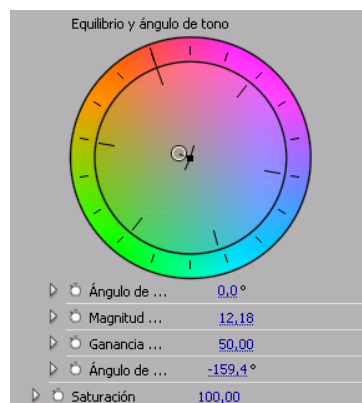 Equilibrio y ángulo de tono
Ángulo de ... 0,0°
Magnitud ... 12,18
Ganancia ... 50,00
Ángulo de ... -159,4°
Saturación 100,00